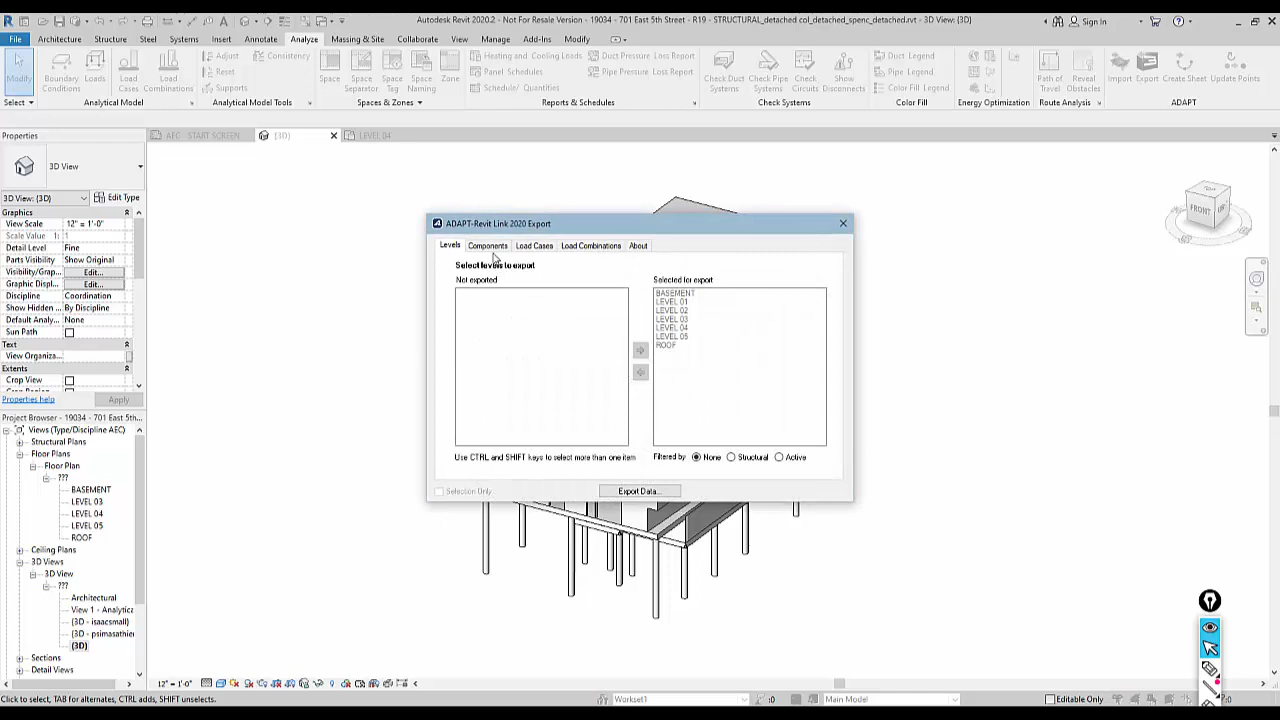 Autodesk Revit 2020.2 - Not For Resale Version - 19034 - 701 East 5th Street - R19 - STRUCTURAL_detached col_detached_spenc_detached.rvt - 3D View: {3D}
Sign In
File Architecture Structure Steel Systems Insert Annotate Analyze Massing & Site Collaborate View Manage Add-Ins Modify
Modify
Boundary Conditions
Loads
Load Cases
Load Combinations
Adjust
Reset
Supports
Consistency
Space
Space Separator
Space Tag
Space Naming
Zone
Heating and Cooling Loads
Panel Schedules
Schedule/ Quantities
Duct Pressure Loss Report
Pipe Pressure Loss Report
Check Duct Systems
Check Pipe Systems
Check Circuits
Show Disconnects
Duct Legend
Pipe Legend
Color Fill Legend
Path of Travel
Reveal Obstacles
Import
Export
Create Sheet
Update Points
Select Analytical Model Analytical Model Tools Spaces & Zones Reports & Schedules Check Systems Color Fill Energy Optimization Route Analysis ADAPT
Properties
AEC - START SCREEN
{3D}
LEVEL 04
3D View
3D View: {3D} Edit Type
Graphics
View Scale 12" = 1'-0"
Scale Value 1: 1
Detail Level Fine
Parts Visibility Show Original
Visibility/Grap... Edit...
Graphic Displ... Edit...
Discipline Coordination
Show Hidden ... By Discipline
Default Analy... None
Sun Path
Text
View Organiza...
Extents
Crop View
Properties help Apply
Project Browser - 19034 - 701 East 5th...
Views (Type/Discipline AEC)
Structural Plans
Floor Plans
Floor Plan
???
BASEMENT
LEVEL 03
LEVEL 04
LEVEL 05
ROOF
Ceiling Plans
3D Views
3D View
???
Architectural
View 1 - Analytica
{3D - isaacsmall}
{3D - psimasathier
{3D}
Sections
Detail Views
ADAPT-Revit Link 2020 Export
Levels Components Load Cases Load Combinations About
Select levels to export
Not exported
Selected for export
BASEMENT
LEVEL 01
LEVEL 02
LEVEL 03
LEVEL 04
LEVEL 05
ROOF
Use CTRL and SHIFT keys to select more than one item
Filtered by None Structural Active
Selection Only
Export Data...
FRONT
12" = 1'-0"
Click to select, TAB for alternates, CTRL adds, SHIFT unselects.
Workset1
:0
Main Model
Editable Only
:0